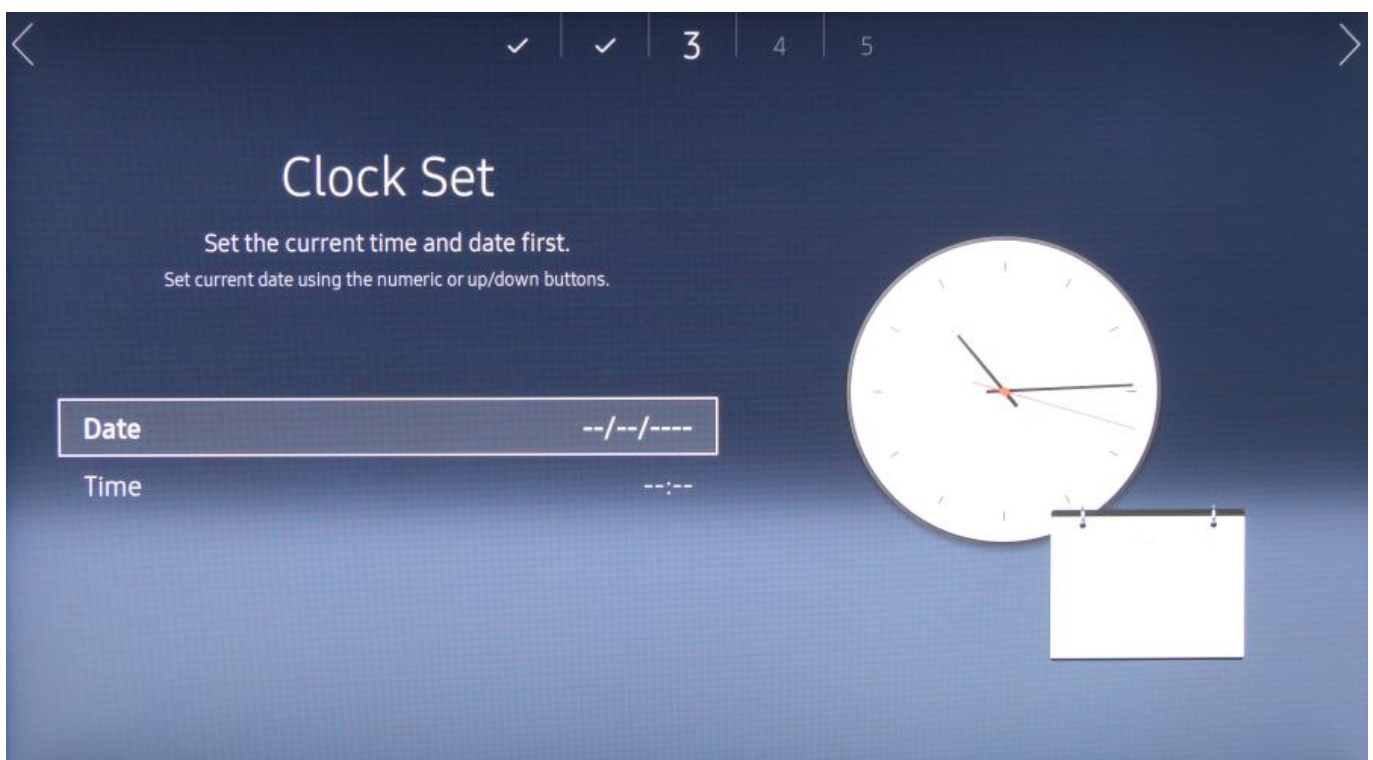 3 4 5
Clock Set
Set the current time and date first.
Set current date using the numeric or up/down buttons.
Date --/--/----
Time --:--